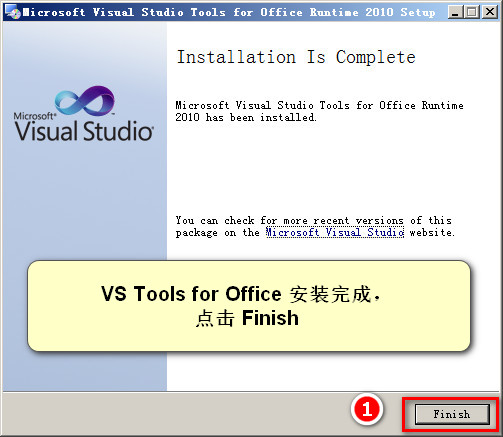 Microsoft Visual Studio Tools for Office Runtime 2010 Setup
Installation Is Complete
Microsoft Visual Studio Tools for Office Runtime
2010 has been installed.
Microsoft®
Visual Studio®
You can check for more recent versions of this
package on the Microsoft Visual Studio website.
VS Tools for Office 安装完成，
点击 Finish
1
Finish